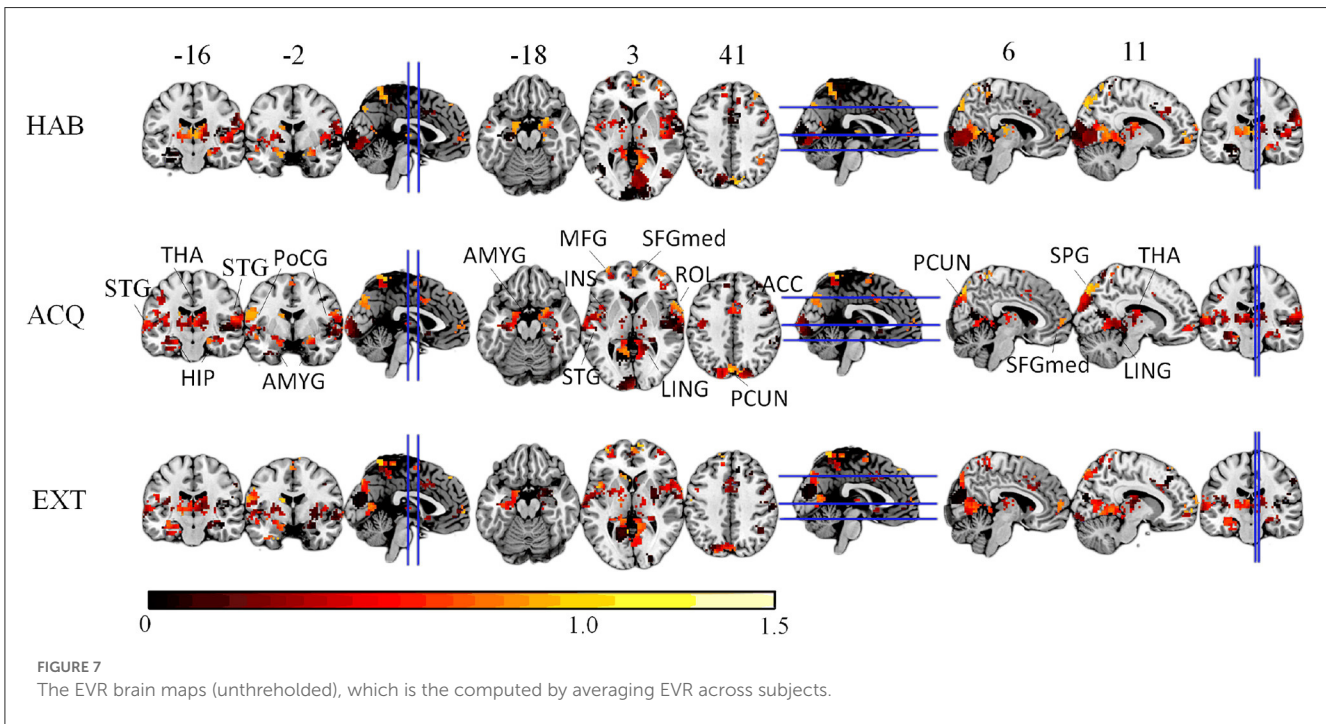 -16 -2 -18 3 41 6 11
HAB
THA STG PoCG AMYG MFG SFGmed INS ROL ACC PCUN SPG THA
STG
ACQ
HIP AMYG STG LING PCUN SFGmed LING
EXT
0 1.0 1.5
FIGURE 7
The EVR brain maps (unthreholded), which is the computed by averaging EVR across subjects.